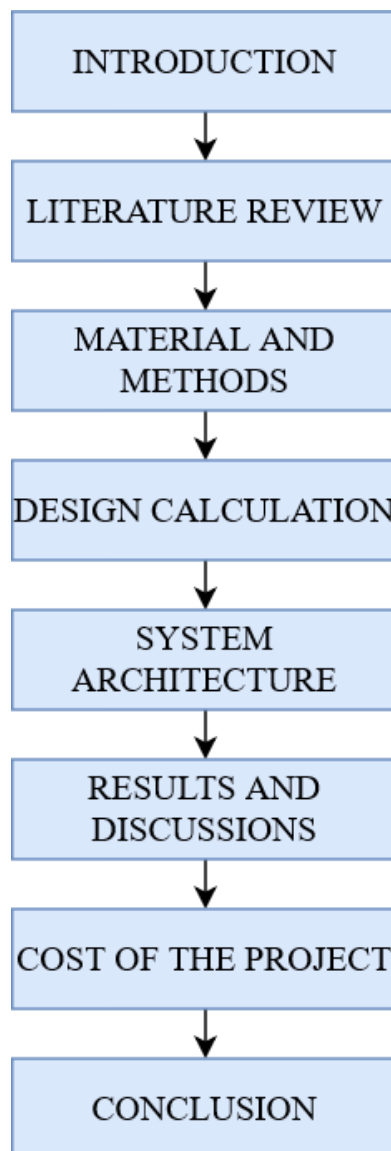 INTRODUCTION
LITERATURE REVIEW
MATERIAL AND
METHODS
DESIGN CALCULATION
SYSTEM
ARCHITECTURE
RESULTS AND
DISCUSSIONS
COST OF THE PROJECT
CONCLUSION